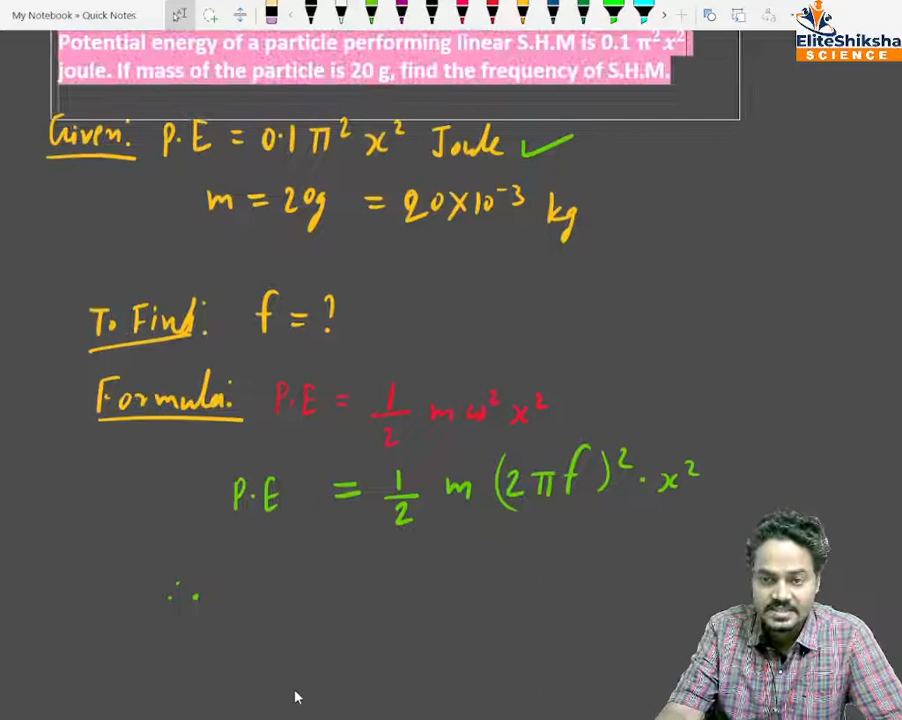 My Notebook » Quick Notes
EliteShiksha
SCIENCE
Potential energy of a particle performing linear S.H.M is 0.1 π² x²
joule. If mass of the particle is 20 g, find the frequency of S.H.M.
Given: P.E = 0.1 π² x² Joule ✓
m = 20g = 20×10⁻³ kg
To Find: f = ?
Formula: P.E = 1/2 m ω² x²
P.E = 1/2 m (2πf)² · x²
∴